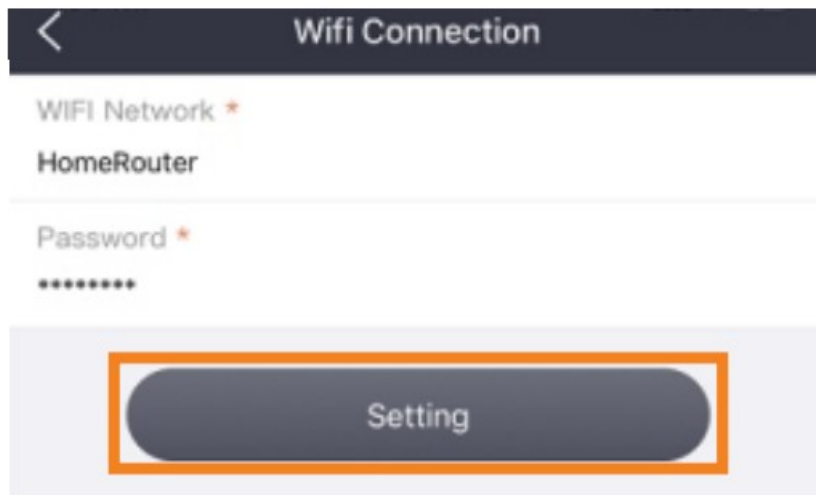 Wifi Connection
WIFI Network *
HomeRouter
Password *
••••••••
Setting